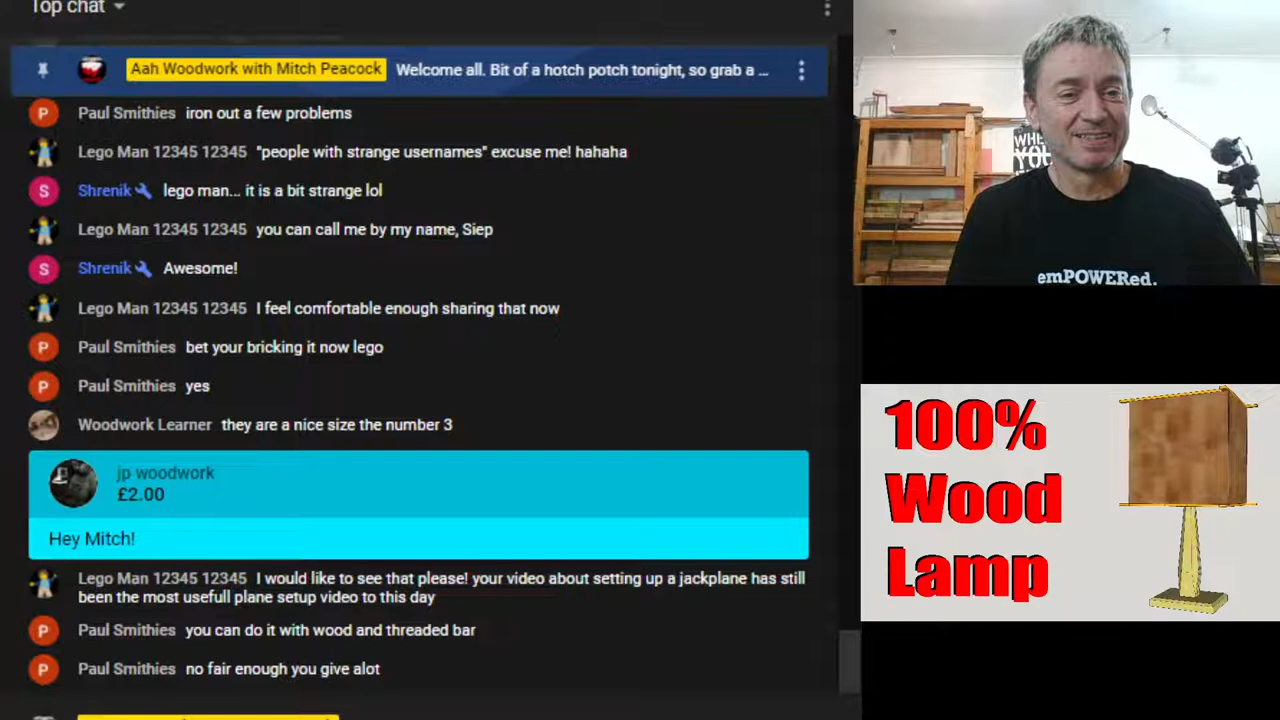 Top chat
Aah Woodwork with Mitch Peacock Welcome all. Bit of a hotch potch tonight, so grab a ...
P Paul Smithies iron out a few problems
Lego Man 12345 12345 "people with strange usernames" excuse me! hahaha
S Shrenik lego man... it is a bit strange lol
Lego Man 12345 12345 you can call me by my name, Siep
S Shrenik Awesome!
Lego Man 12345 12345 I feel comfortable enough sharing that now
P Paul Smithies bet your bricking it now lego
P Paul Smithies yes
Woodwork Learner they are a nice size the number 3
jp woodwork
£2.00
Hey Mitch!
Lego Man 12345 12345 I would like to see that please! your video about setting up a jackplane has still
been the most usefull plane setup video to this day
P Paul Smithies you can do it with wood and threaded bar
P Paul Smithies no fair enough you give alot
WHE
YOU
emPOWERed.
100%
Wood
Lamp